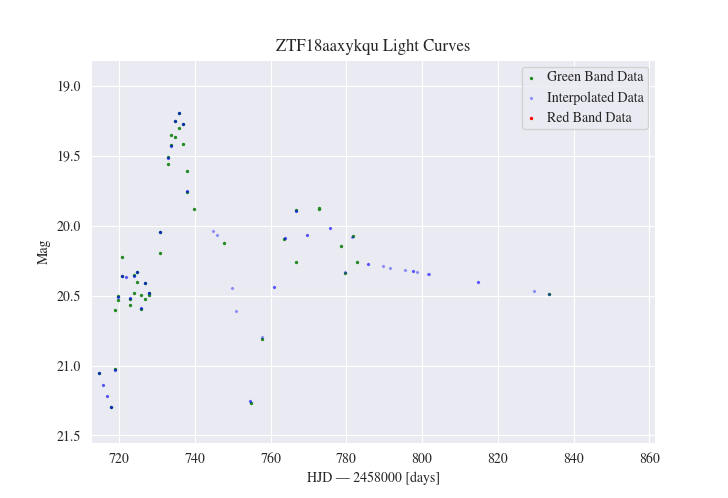 ZTF18aaxykqu Light Curves
Green Band Data
Interpolated Data
Red Band Data
Mag
19.0
19.5
20.0
20.5
21.0
21.5
720 740 760 780 800 820 840 860
HJD — 2458000 [days]